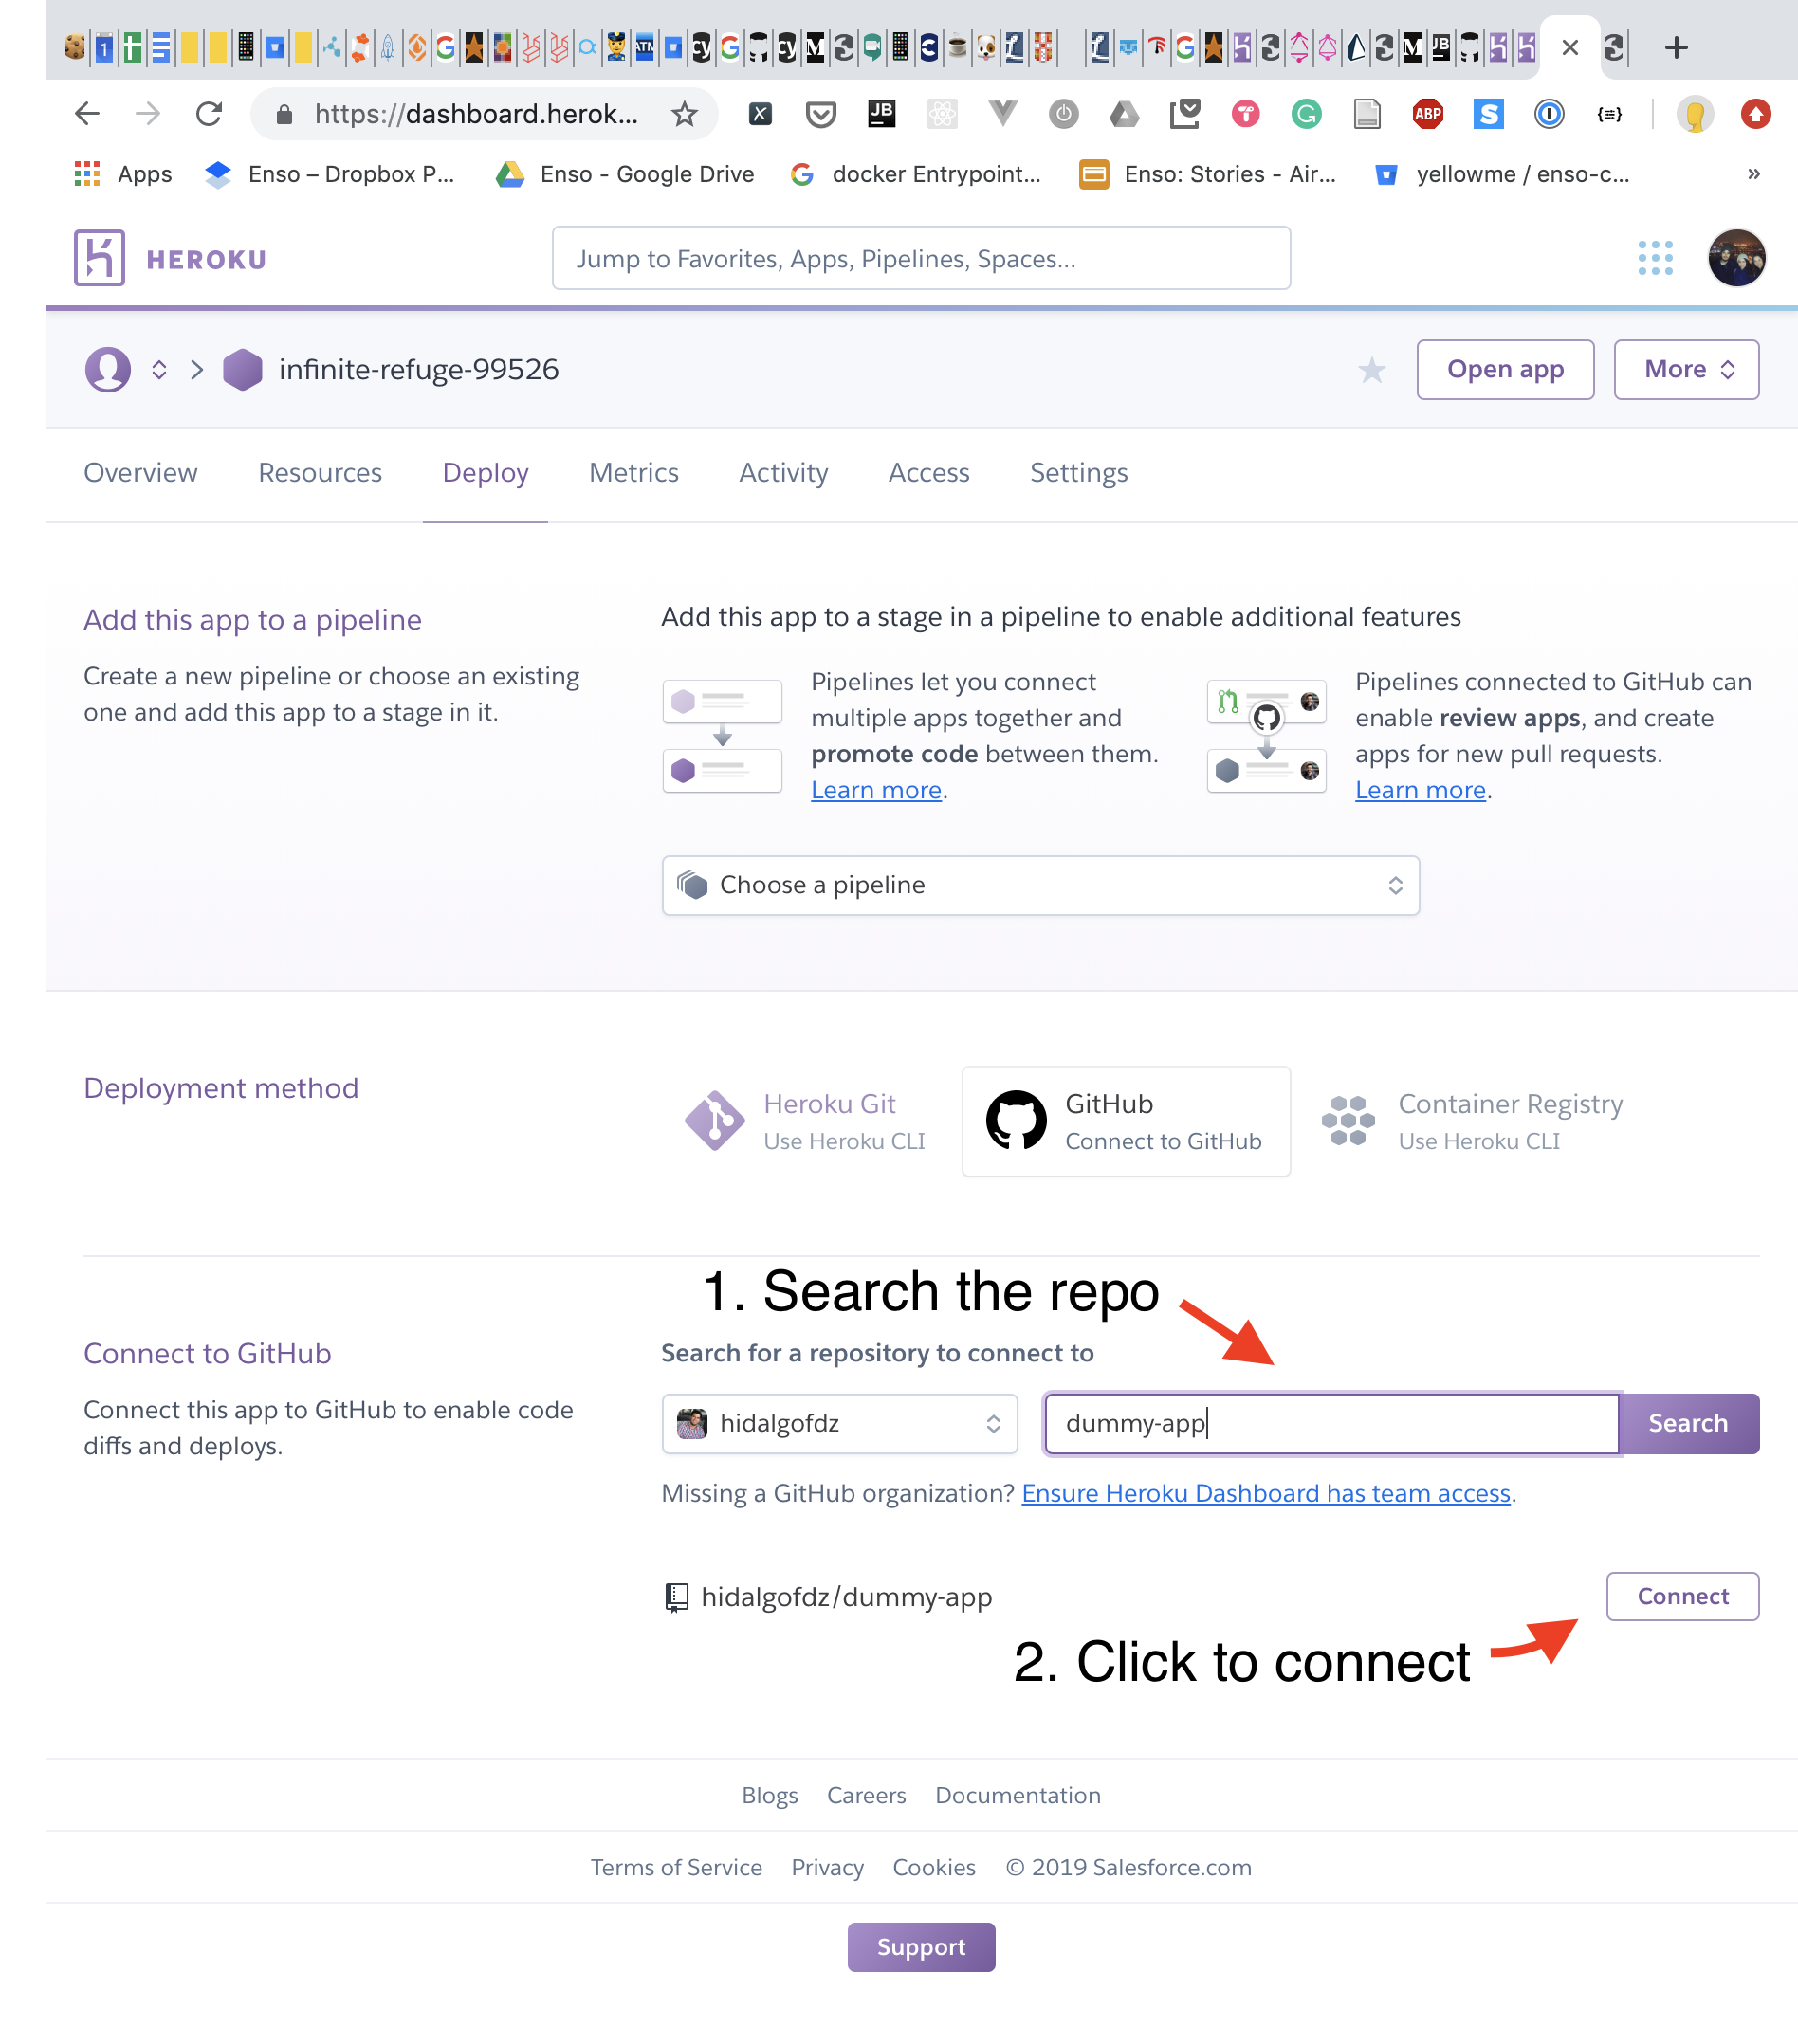 https://dashboard.herok...
Apps
Enso – Dropbox P...
Enso - Google Drive
docker Entrypoint...
Enso: Stories - Air...
yellowme / enso-c...
»
HEROKU
Jump to Favorites, Apps, Pipelines, Spaces...
infinite-refuge-99526
Open app
More
Overview
Resources
Deploy
Metrics
Activity
Access
Settings
Add this app to a pipeline
Create a new pipeline or choose an existing
one and add this app to a stage in it.
Add this app to a stage in a pipeline to enable additional features
Pipelines let you connect
multiple apps together and
promote code between them.
Learn more.
Pipelines connected to GitHub can
enable review apps, and create
apps for new pull requests.
Learn more.
Choose a pipeline
Deployment method
Heroku Git
Use Heroku CLI
GitHub
Connect to GitHub
Container Registry
Use Heroku CLI
1. Search the repo
Connect to GitHub
Connect this app to GitHub to enable code
diffs and deploys.
Search for a repository to connect to
hidalgofdz
dummy-app
Search
Missing a GitHub organization? Ensure Heroku Dashboard has team access.
hidalgofdz/dummy-app
Connect
2. Click to connect
Blogs
Careers
Documentation
Terms of Service
Privacy
Cookies
© 2019 Salesforce.com
Support